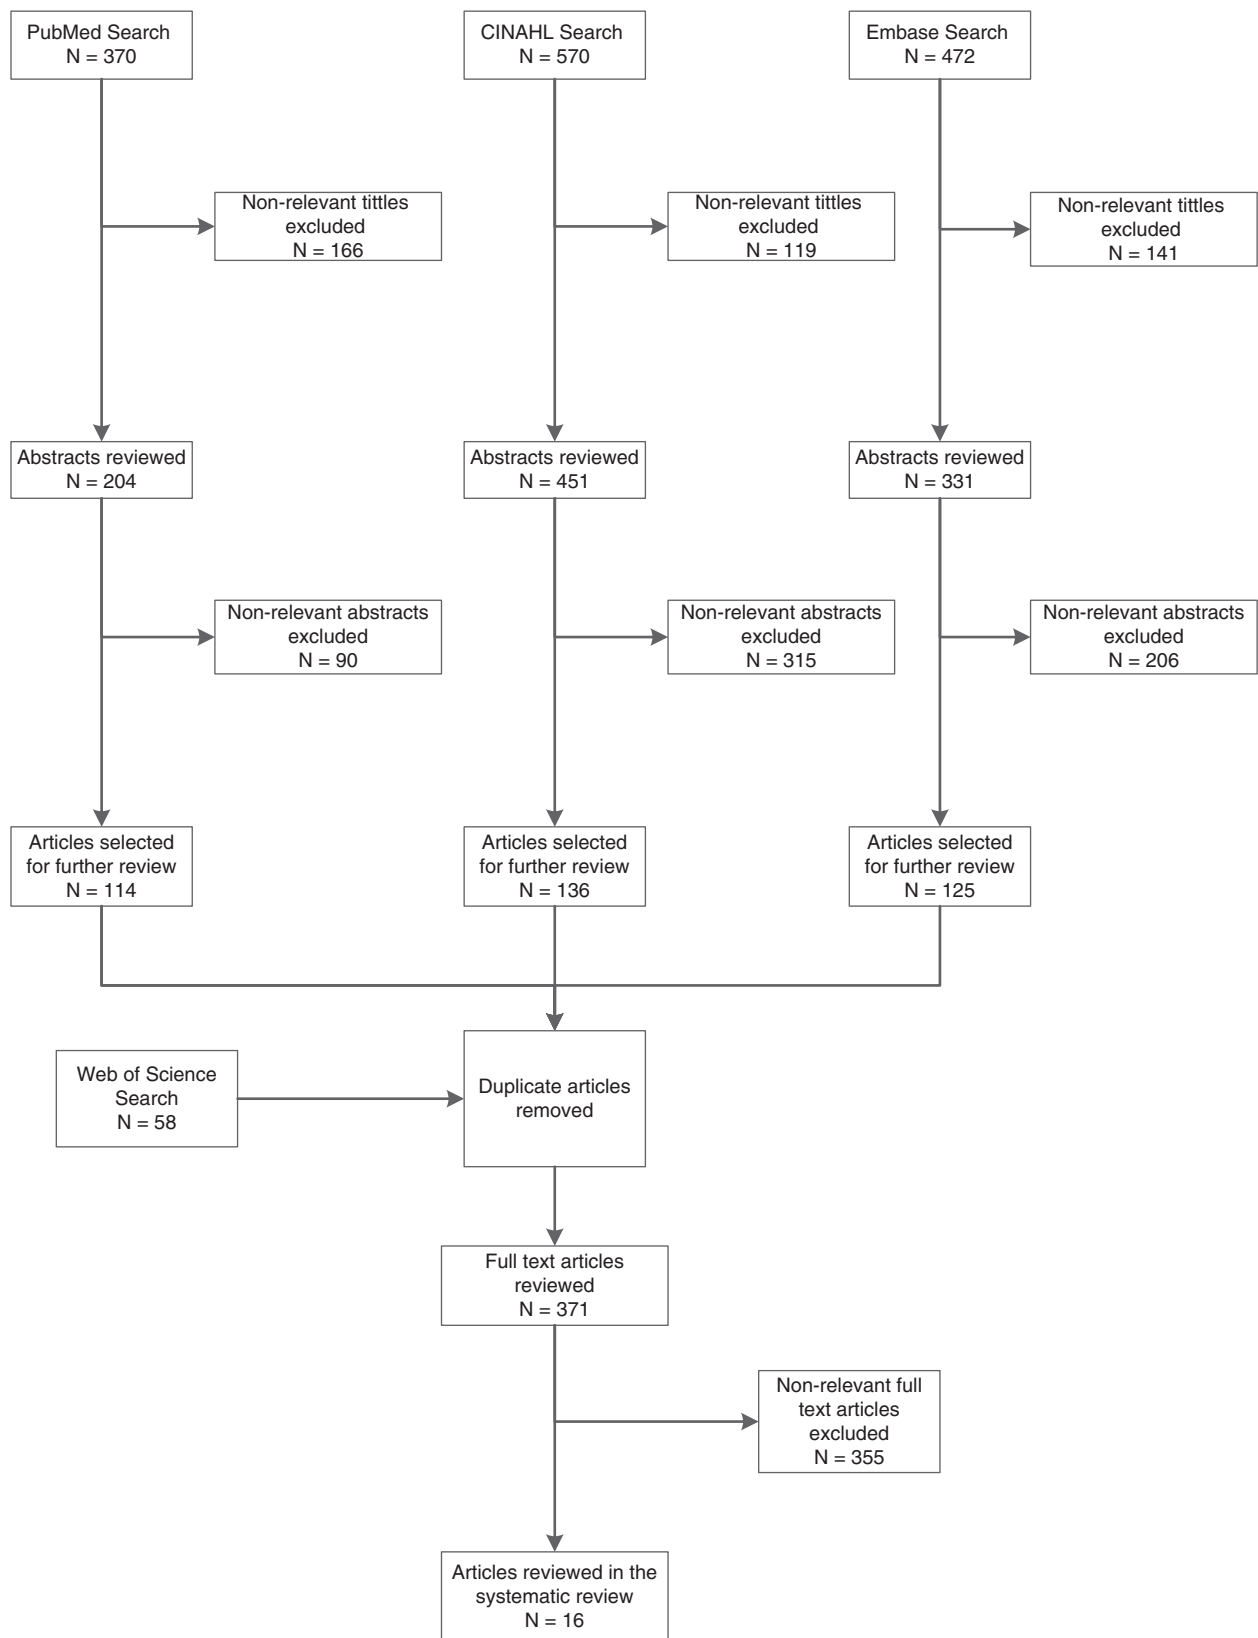 PubMed Search
N = 370
CINAHL Search
N = 570
Embase Search
N = 472
Non-relevant tittles
excluded
N = 166
Non-relevant tittles
excluded
N = 119
Non-relevant tittles
excluded
N = 141
Abstracts reviewed
N = 204
Abstracts reviewed
N = 451
Abstracts reviewed
N = 331
Non-relevant abstracts
excluded
N = 90
Non-relevant abstracts
excluded
N = 315
Non-relevant abstracts
excluded
N = 206
Articles selected
for further review
N = 114
Articles selected
for further review
N = 136
Articles selected
for further review
N = 125
Web of Science
Search
N = 58
Duplicate articles
removed
Full text articles
reviewed
N = 371
Non-relevant full
text articles
excluded
N = 355
Articles reviewed in the
systematic review
N = 16